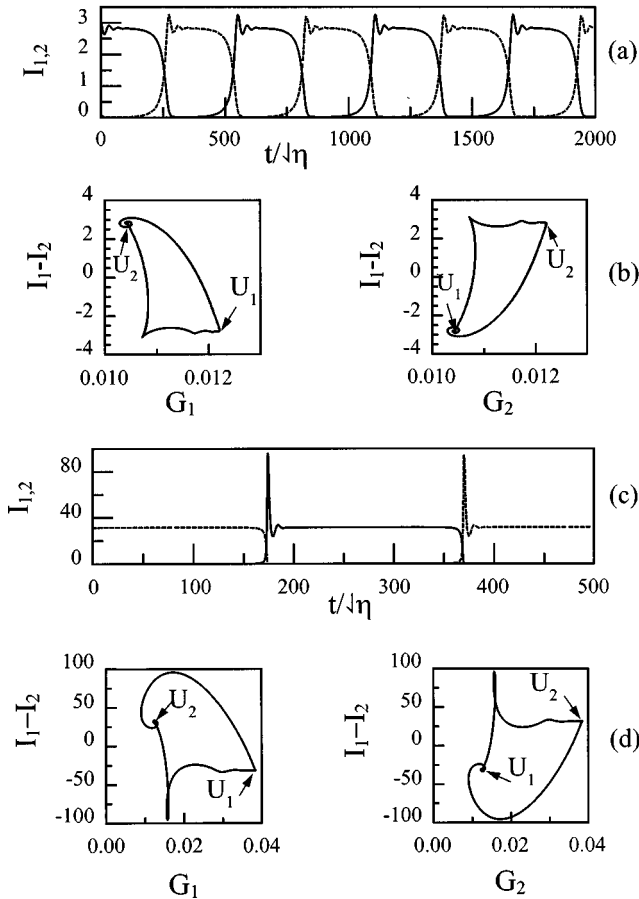 I1,2
3
2
1
0
0 500 1000 1500 2000
t/√η
(a)
I1-I2
4
2
0
-2
-4
U2
U1
0.010 0.012
G1
I1-I2
4
2
0
-2
-4
U1
U2
0.010 0.012
G2
(b)
I1,2
80
40
0
0 100 200 300 400 500
t/√η
(c)
I1−I2
100
50
0
-50
-100
U2
U1
0.00 0.02 0.04
G1
I1−I2
100
50
0
-50
-100
U2
U1
0.00 0.02 0.04
G2
(d)